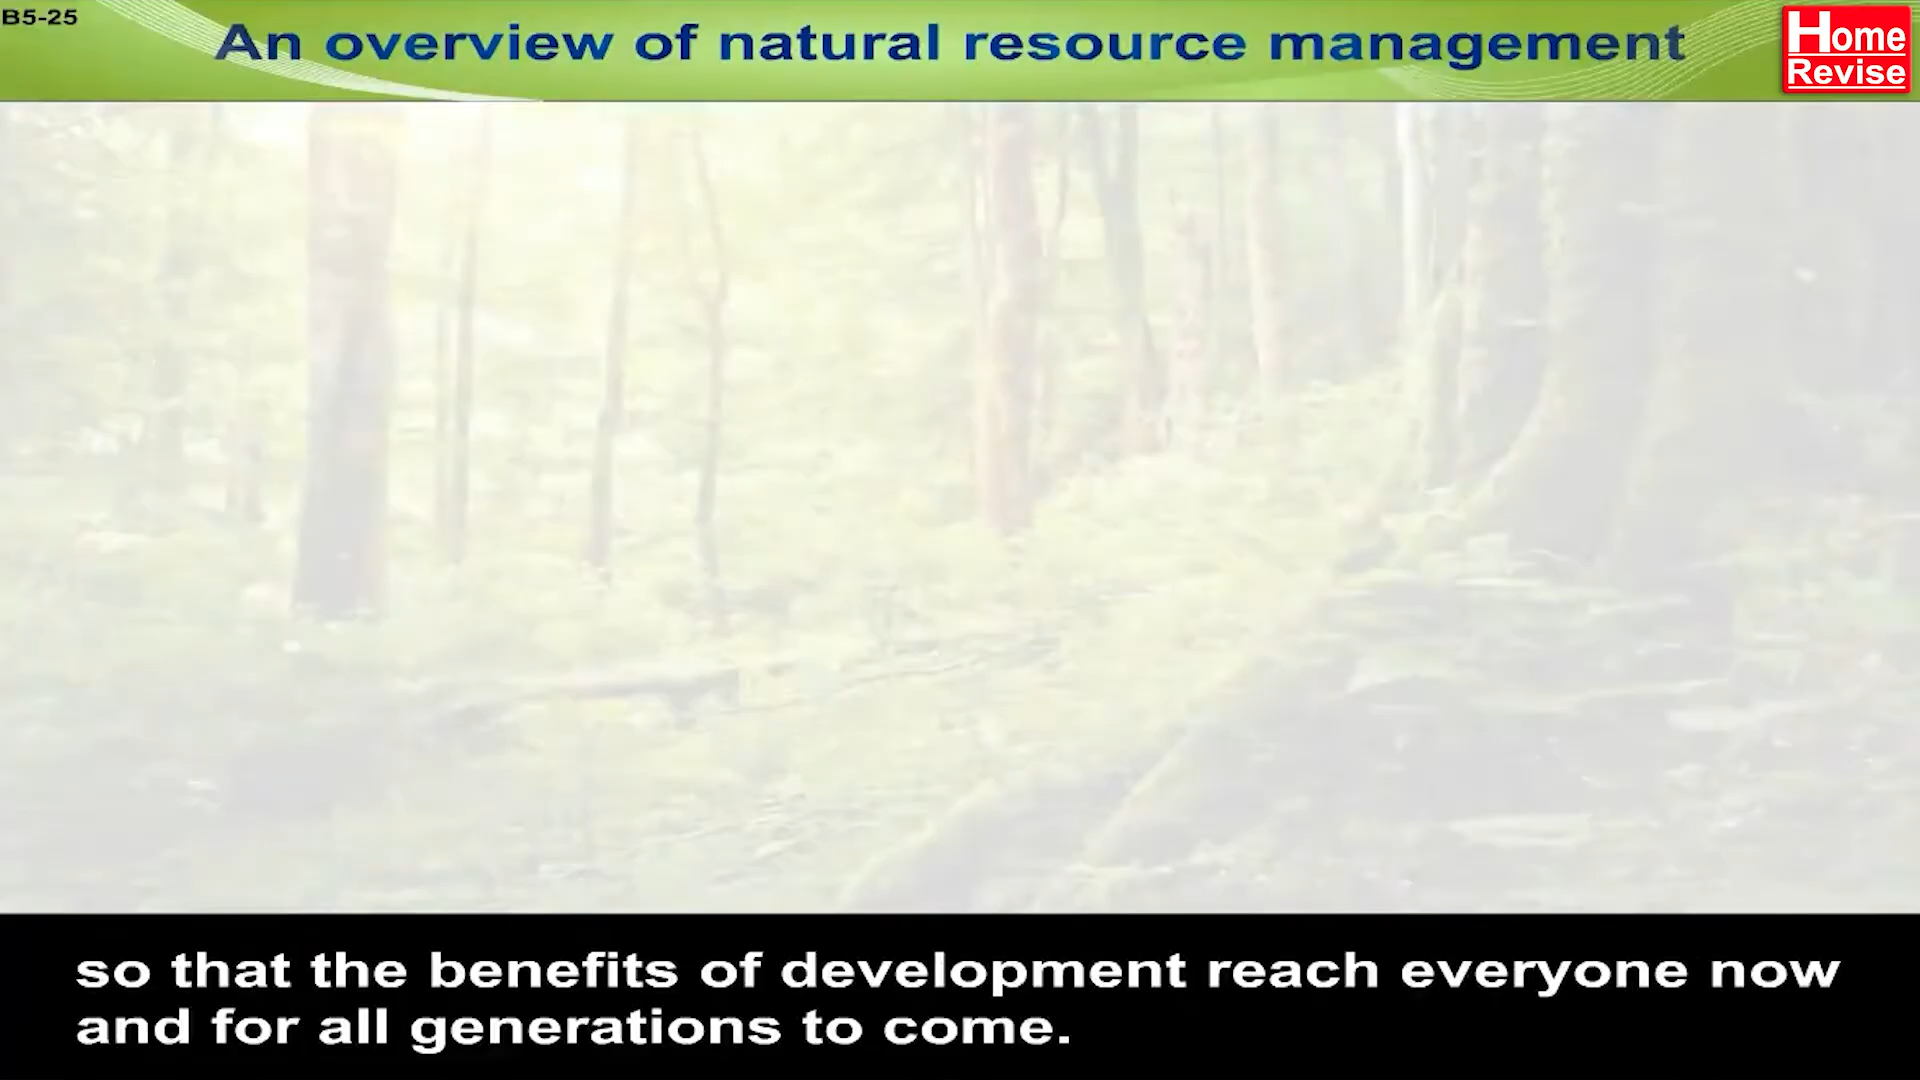 B5-25
An overview of natural resource management
Home
Revise
so that the benefits of development reach everyone now
and for all generations to come.